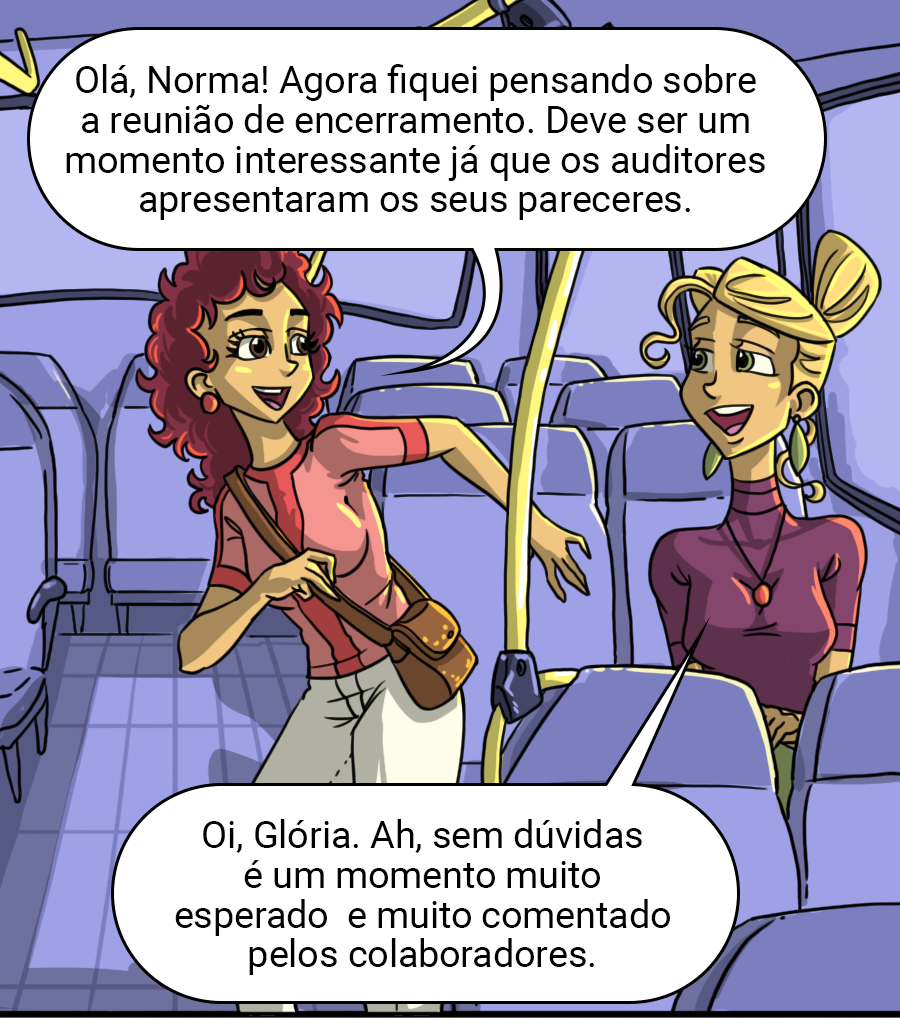 Olá, Norma! Agora fiquei pensando sobre
a reunião de encerramento. Deve ser um
momento interessante já que os auditores
apresentaram os seus pareceres.
Oi, Glória. Ah, sem dúvidas
é um momento muito
esperado  e muito comentado
pelos colaboradores.